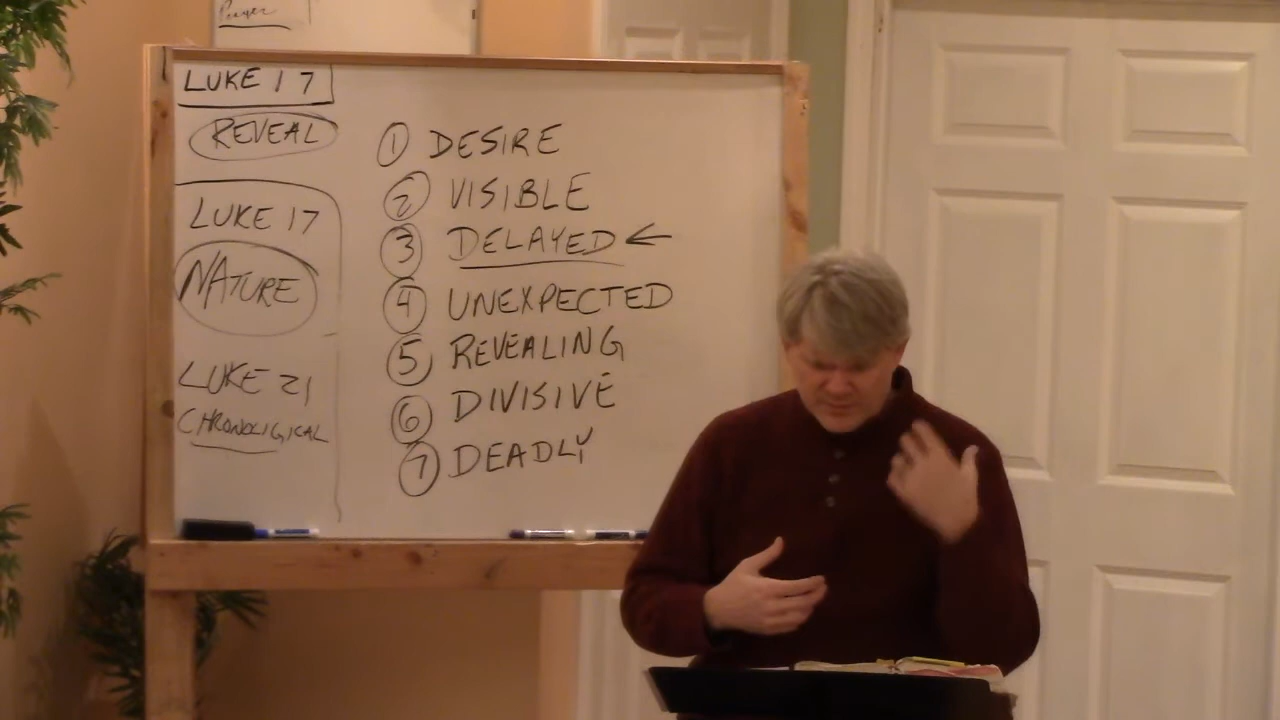 Prayer
LUKE 17
REVEAL
LUKE 17
NATURE
LUKE 21
CHRONOLIGICAL
① DESIRE
② VISIBLE
③ DELAYED ←
④ UNEXPECTED
⑤ REVEALING
⑥ DIVISIVE
⑦ DEADLY